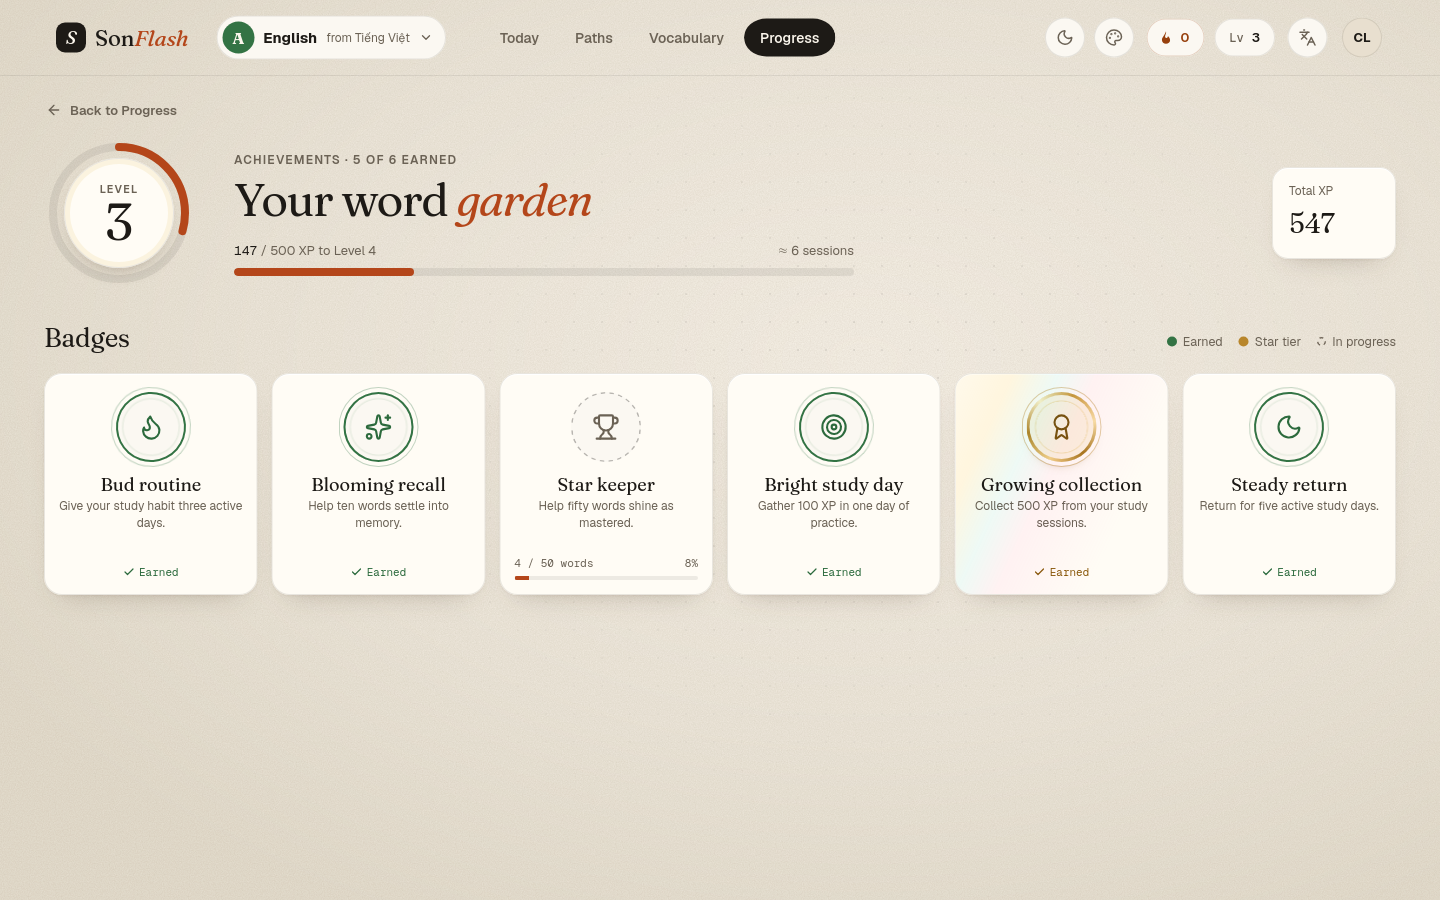 S SonFlash
A English from Tiếng Việt
Today
Paths
Vocabulary
Progress
0
Lv 3
CL
Back to Progress
LEVEL
3
ACHIEVEMENTS · 5 OF 6 EARNED
Your word garden
147 / 500 XP to Level 4
≈ 6 sessions
Total XP
547
Badges
Earned
Star tier
In progress
Bud routine
Give your study habit three active
days.
Earned
Blooming recall
Help ten words settle into
memory.
Earned
Star keeper
Help fifty words shine as
mastered.
4 / 50 words
8%
Bright study day
Gather 100 XP in one day of
practice.
Earned
Growing collection
Collect 500 XP from your study
sessions.
Earned
Steady return
Return for five active study days.
Earned